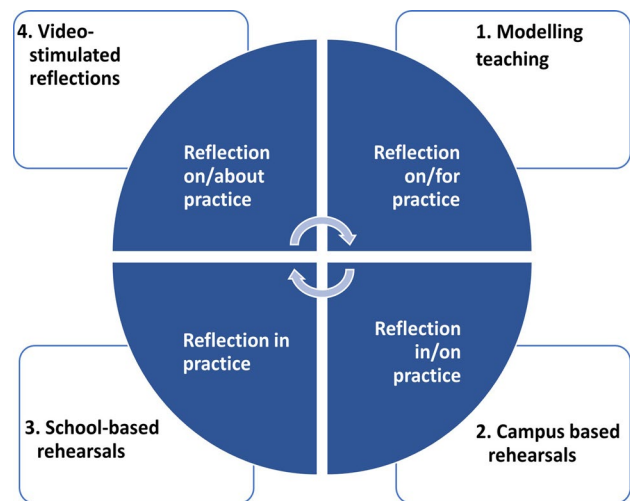 4. Video-
stimulated
reflections
1. Modelling
teaching
Reflection
on/about
practice
Reflection
on/for
practice
Reflection in
practice
Reflection
in/on
practice
3. School-based
rehearsals
2. Campus based
rehearsals